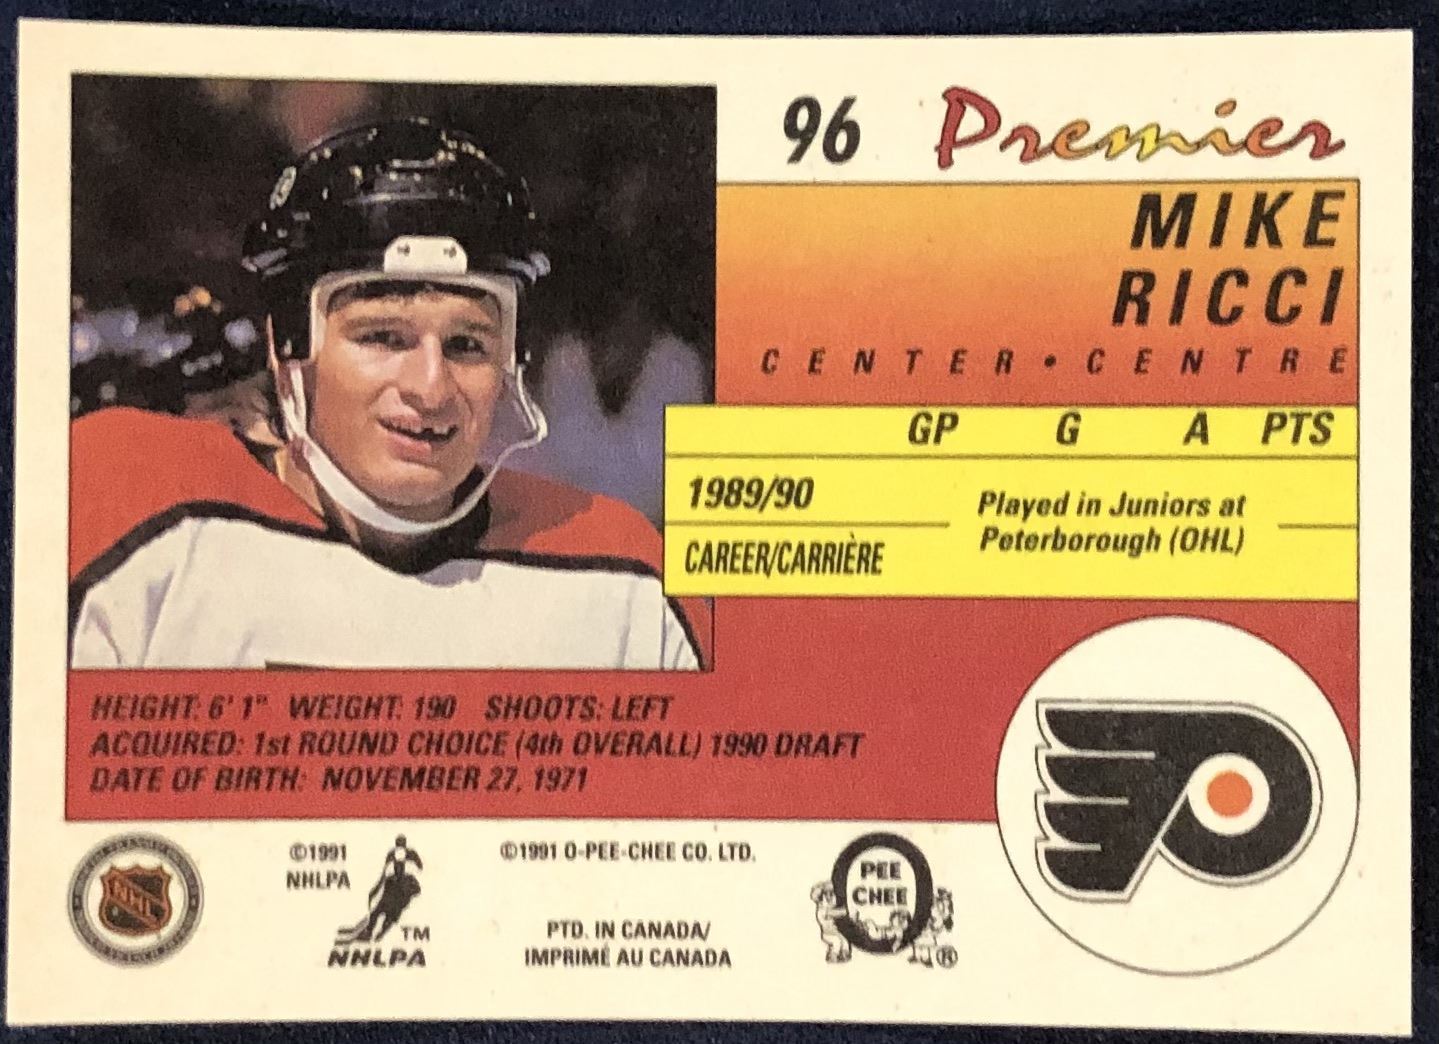 96 Premier
MIKE
RICCI
CENTER • CENTRE
GP G A PTS
1989/90
Played in Juniors at
Peterborough (OHL)
CAREER/CARRIÈRE
HEIGHT: 6' 1" WEIGHT: 190 SHOOTS: LEFT
ACQUIRED: 1st ROUND CHOICE (4th OVERALL) 1990 DRAFT
DATE OF BIRTH: NOVEMBER 27, 1971
NHL
©1991
NHLPA
TM
NHLPA
©1991 O-PEE-CHEE CO. LTD.
PTD. IN CANADA/
IMPRIMÉ AU CANADA
O
PEE
CHEE
®
P